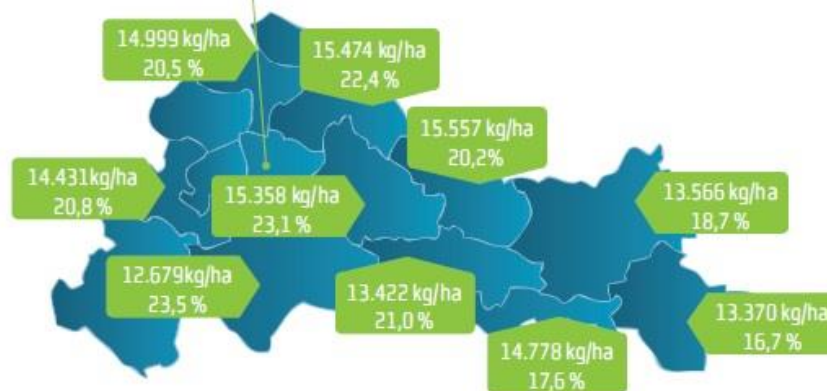 14.999 kg/ha
20,5 %
15.474 kg/ha
22,4 %
15.557 kg/ha
20,2%
14.431kg/ha
20,8 %
15.358 kg/ha
23,1 %
13.566 kg/ha
18,7 %
12.679kg/ha
23,5 %
13.422 kg/ha
21,0 %
13.370 kg/ha
16,7 %
14.778 kg/ha
17,6 %